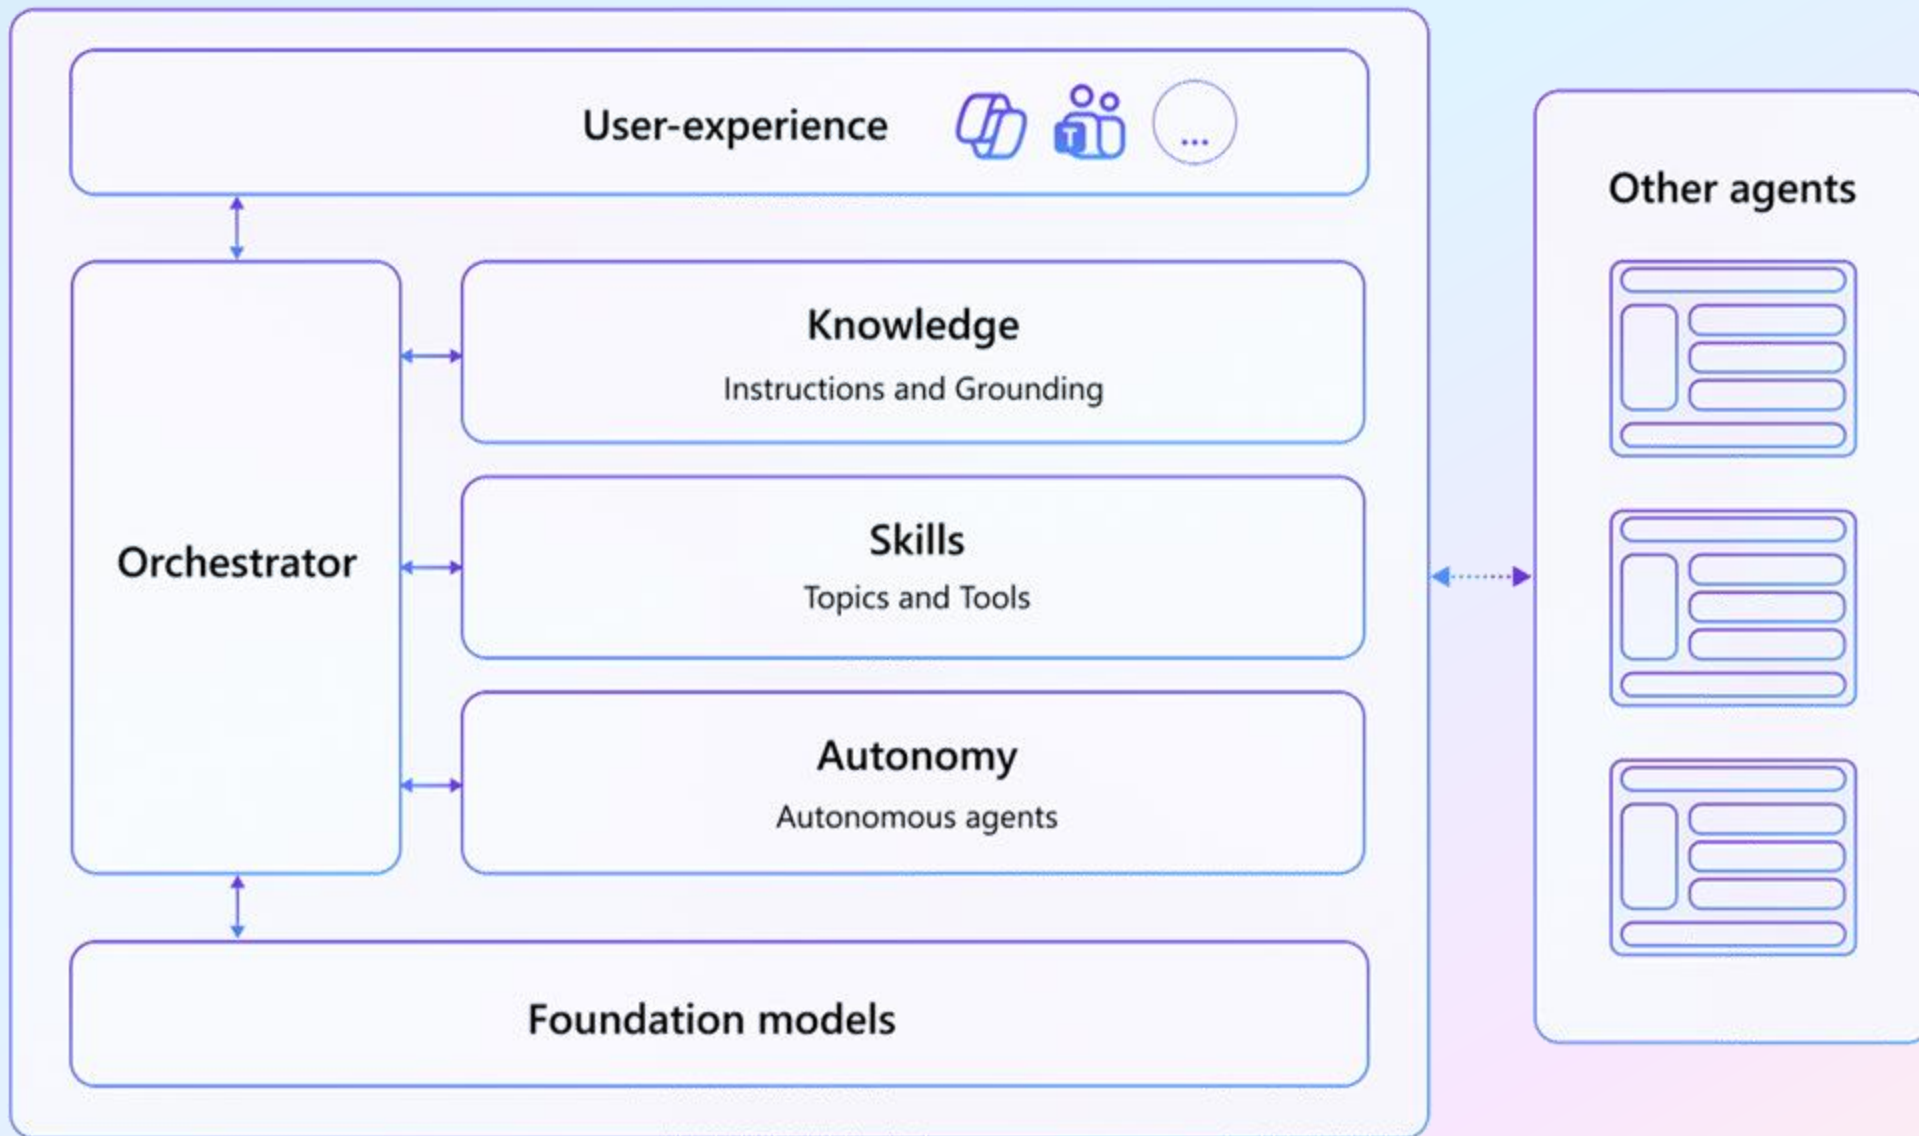 User-experience
T
...
Other agents
Orchestrator
Knowledge
Instructions and Grounding
Skills
Topics and Tools
Autonomy
Autonomous agents
Foundation models